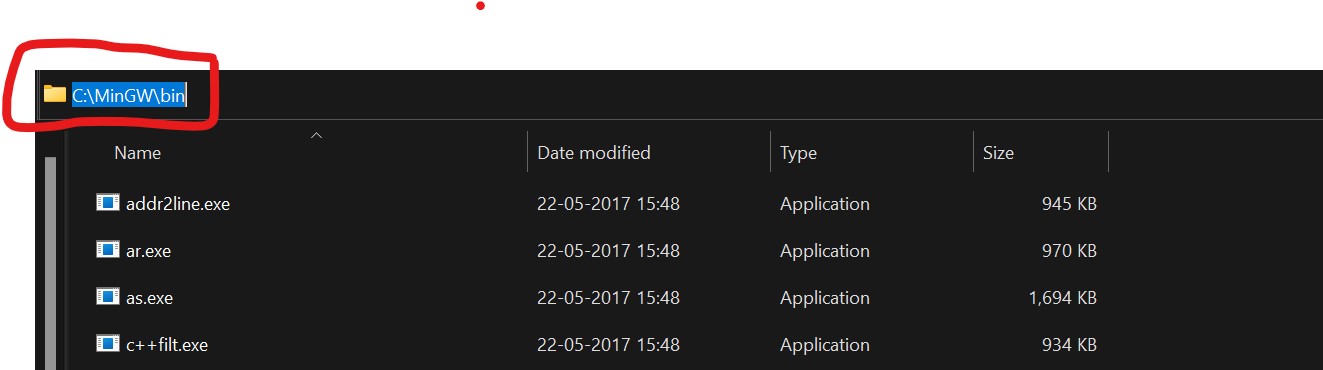 C:\MinGW\bin
Name Date modified Type Size
addr2line.exe 22-05-2017 15:48 Application 945 KB
ar.exe 22-05-2017 15:48 Application 970 KB
as.exe 22-05-2017 15:48 Application 1,694 KB
c++filt.exe 22-05-2017 15:48 Application 934 KB